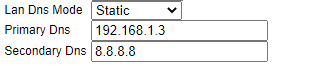 Lan Dns Mode Static
Primary Dns 192.168.1.3
Secondary Dns 8.8.8.8